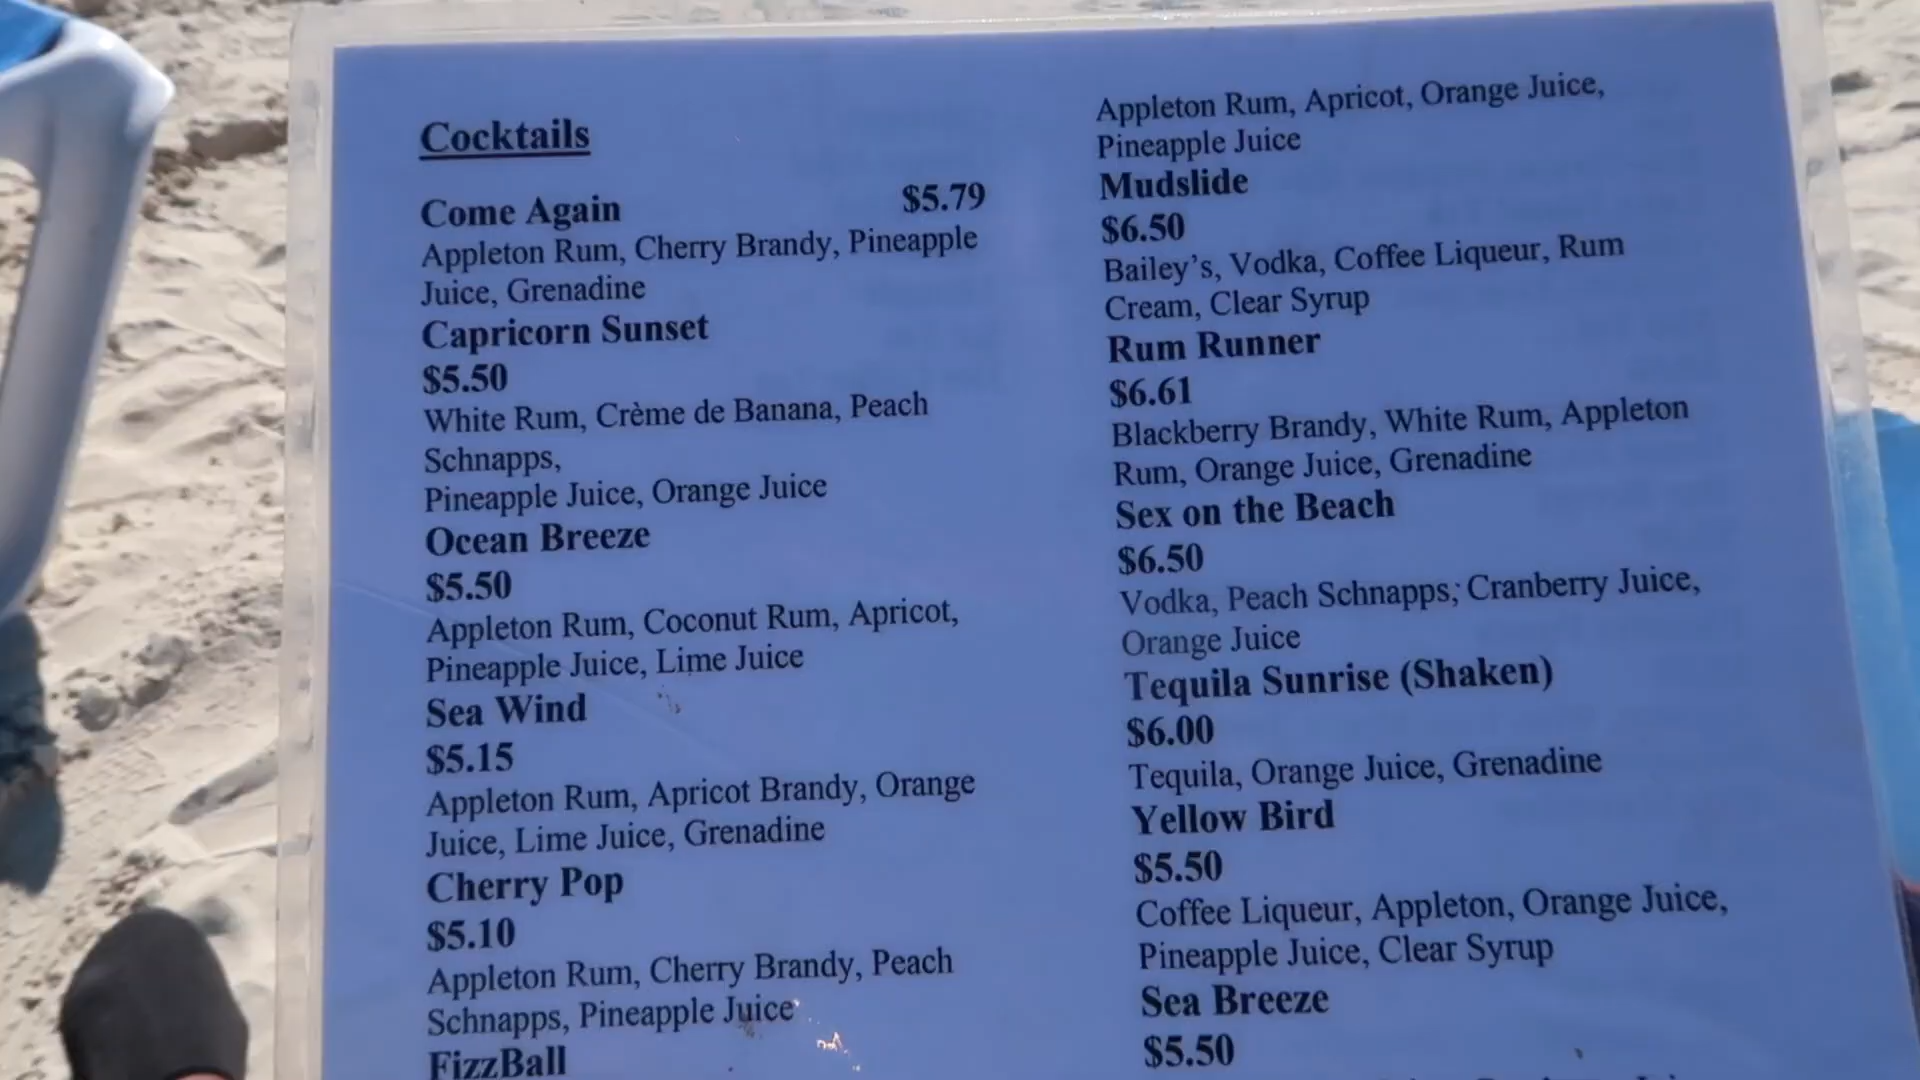 Cocktails
Come Again $5.79
Appleton Rum, Cherry Brandy, Pineapple
Juice, Grenadine
Capricorn Sunset
$5.50
White Rum, Crème de Banana, Peach
Schnapps,
Pineapple Juice, Orange Juice
Ocean Breeze
$5.50
Appleton Rum, Coconut Rum, Apricot,
Pineapple Juice, Lime Juice
Sea Wind
$5.15
Appleton Rum, Apricot Brandy, Orange
Juice, Lime Juice, Grenadine
Cherry Pop
$5.10
Appleton Rum, Cherry Brandy, Peach
Schnapps, Pineapple Juice
FizzBall
Appleton Rum, Apricot, Orange Juice,
Pineapple Juice
Mudslide
$6.50
Bailey's, Vodka, Coffee Liqueur, Rum
Cream, Clear Syrup
Rum Runner
$6.61
Blackberry Brandy, White Rum, Appleton
Rum, Orange Juice, Grenadine
Sex on the Beach
$6.50
Vodka, Peach Schnapps, Cranberry Juice,
Orange Juice
Tequila Sunrise (Shaken)
$6.00
Tequila, Orange Juice, Grenadine
Yellow Bird
$5.50
Coffee Liqueur, Appleton, Orange Juice,
Pineapple Juice, Clear Syrup
Sea Breeze
$5.50